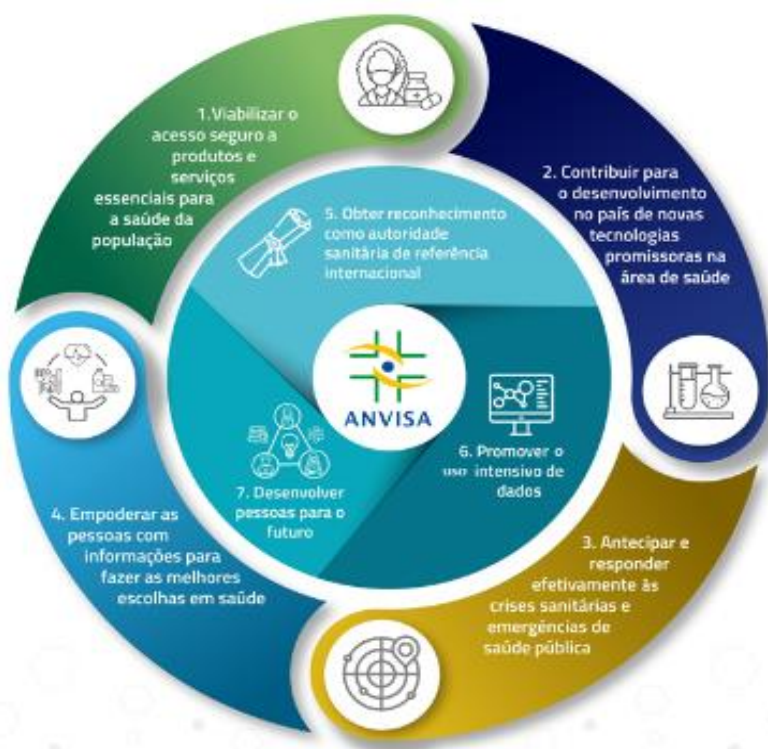 1.Viabilizar o
acesso seguro a
produtos e
serviços
essenciais para
a saúde da
população
2. Contribuir para
o desenvolvimento
no país de novas
tecnologias
promissoras na
área de saúde
3. Antecipar e
responder
efetivamente às
crises sanitárias e
emergências de
saúde pública
4. Empoderar as
pessoas com
informações para
fazer as melhores
escolhas em saúde
5. Obter reconhecimento
como autoridade
sanitária de referência
internacional
6. Promover o
uso intensivo de
dados
7. Desenvolver
pessoas para o
futuro
ANVISA